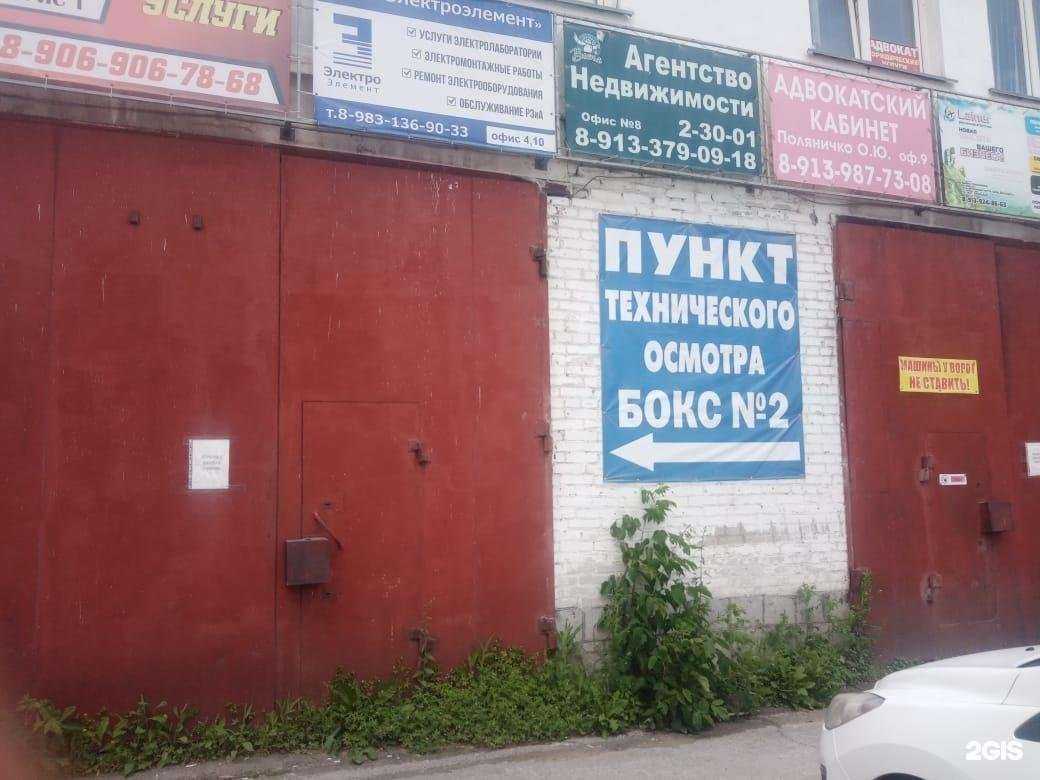 УСЛУГИ
8-906-906-78-68
«Электроэлемент»
Электро
Элемент
УСЛУГИ ЭЛЕКТРОЛАБОРАТОРИИ
ЭЛЕКТРОМОНТАЖНЫЕ РАБОТЫ
РЕМОНТ ЭЛЕКТРООБОРУДОВАНИЯ
ОБСЛУЖИВАНИЕ РЗиА
т.8-983-136-90-33
офис 4,10
Агентство
Недвижимости
Офис №8
2-30-01
8-913-379-09-18
АДВОКАТСКИЙ
КАБИНЕТ
Поляничко О.Ю. оф.9
8-913-987-73-08
АДВОКАТ
ЮРИДИЧЕСКИЕ
ВАШЕГО
БИЗНЕСА
ПУНКТ
ТЕХНИЧЕСКОГО
ОСМОТРА
БОКС №2
МАШИНЫ У ВОРОТ
НЕ СТАВИТЬ!
2GIS